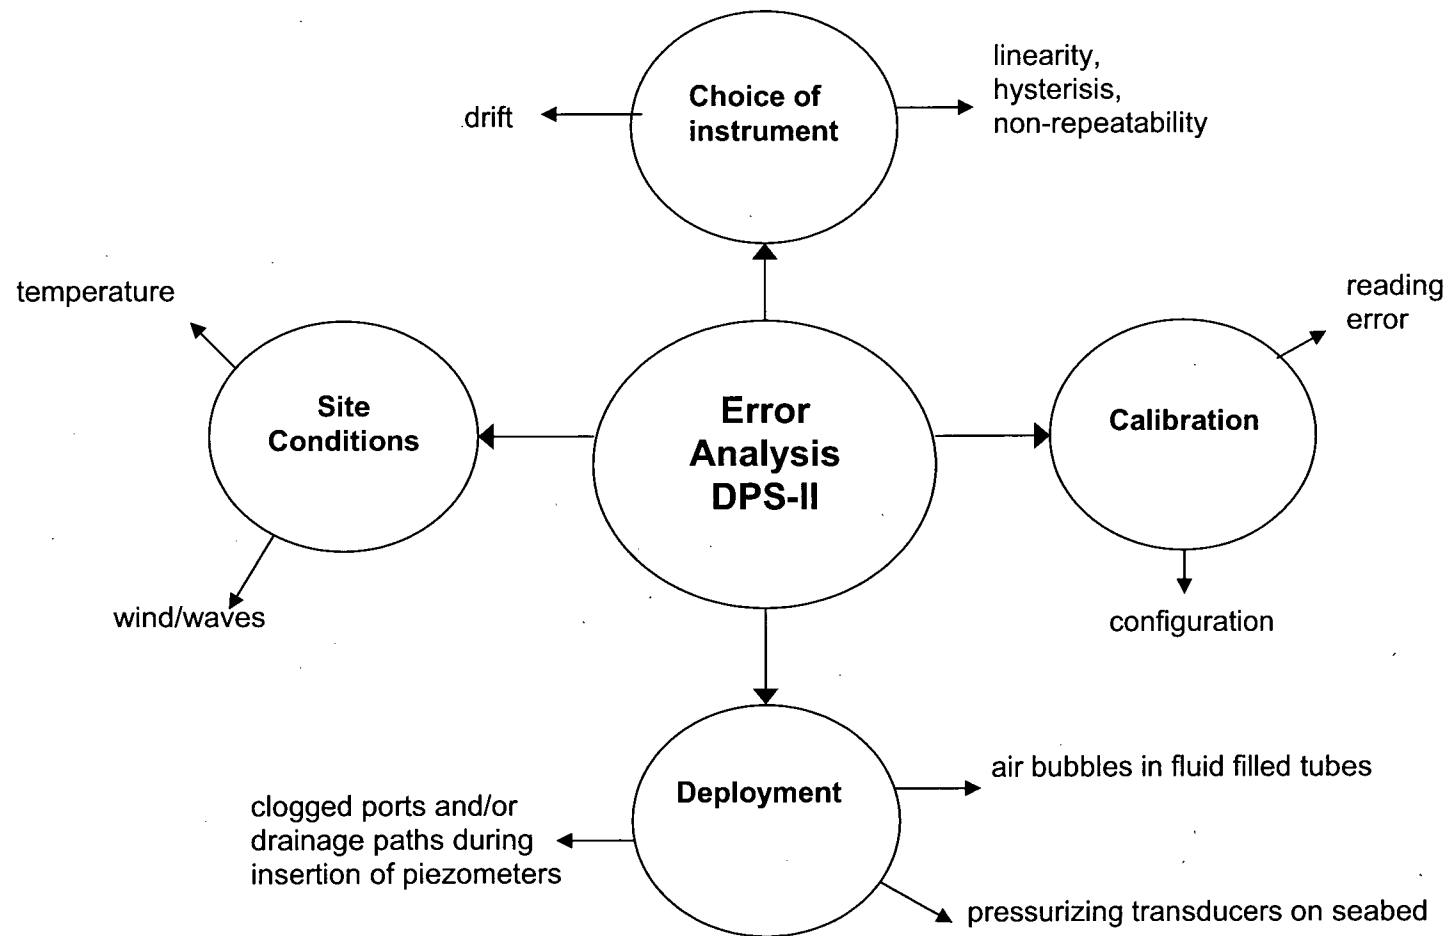 Choice of
instrument
drift
linearity,
hysterisis,
non-repeatability
temperature
Site
Conditions
wind/waves
Error
Analysis
DPS-II
Calibration
reading
error
configuration
Deployment
clogged ports and/or
drainage paths during
insertion of piezometers
air bubbles in fluid filled tubes
pressurizing transducers on seabed